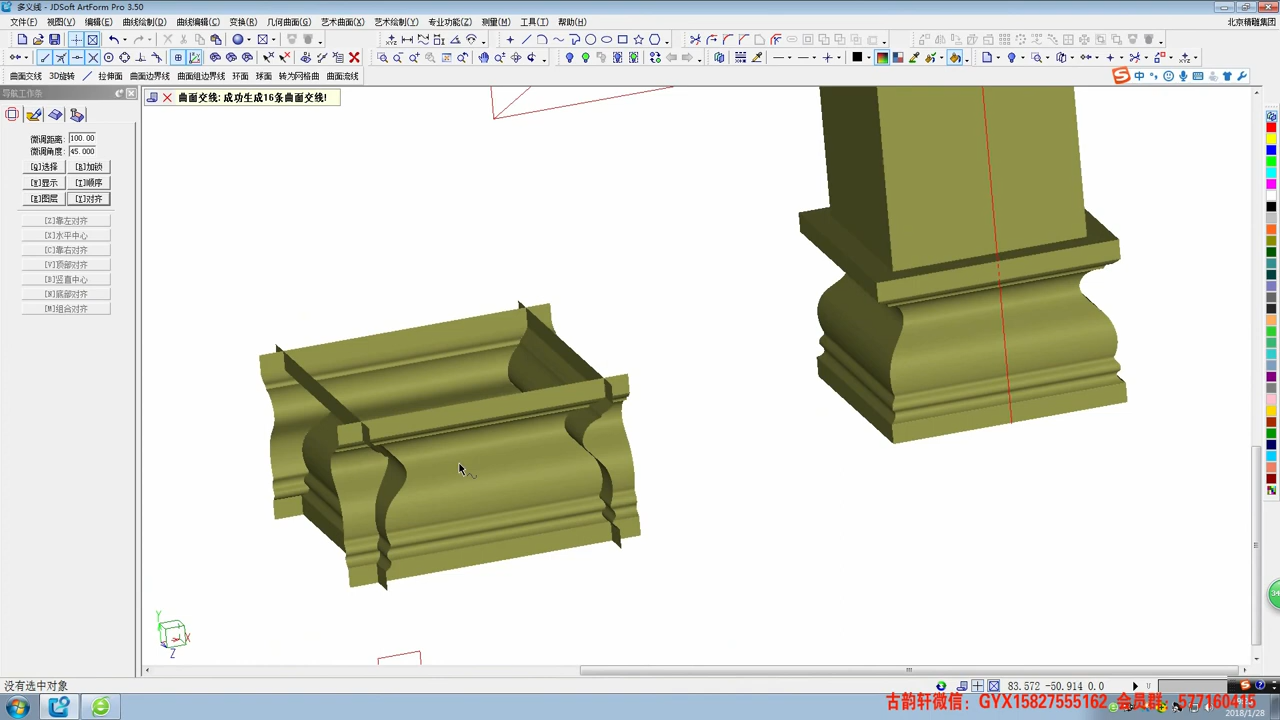 多义线 - JDSoft ArtForm Pro 3.50
文件(F) 视图(V) 编辑(E) 曲线绘制(D) 曲线编辑(C) 变换(R) 几何曲面(G) 艺术曲面(A) 艺术绘制(Y) 专业功能(Z) 测量(M) 工具(T) 帮助(H) 北京精雕集团
曲面交线 3D旋转 拉伸面 曲面边界线 曲面组边界线 环面 球面 转为网格曲面 曲面流线
中
导航工作条
曲面交线: 成功生成16条曲面交线!
微调距离: 100.00
微调角度: 45.000
[Q]选择 [R]加锁
[W]显示 [T]顺序
[E]图层 [Y]对齐
[Z]靠左对齐
[X]水平中心
[C]靠右对齐
[V]顶部对齐
[B]竖直中心
[N]底部对齐
[M]组合对齐
34
Y
X
Z
没有选中对象
83.572 -50.914 0.0
古韵轩微信：GYX15827555162 会员群：577160415
2018/1/28